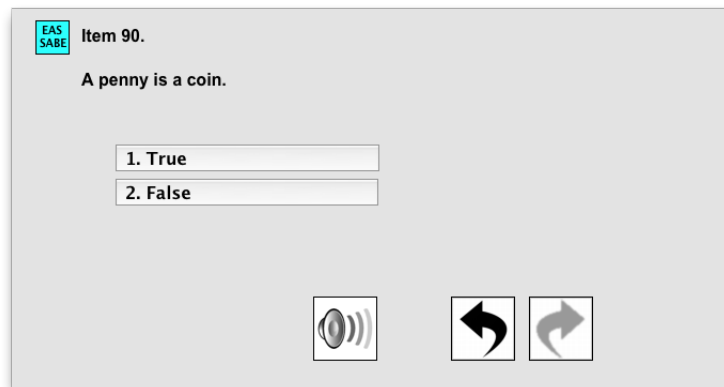 EAS
SABE
Item 90.
A penny is a coin.
1. True
2. False